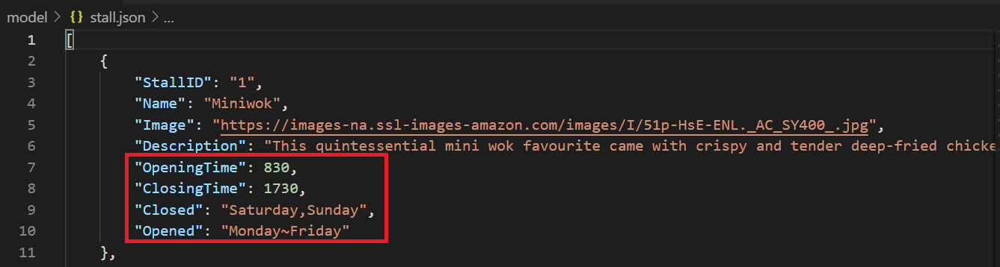 model > {} stall.json > ...
1 [
2 {
3 "StallID": "1",
4 "Name": "Miniwok",
5 "Image": "https://images-na.ssl-images-amazon.com/images/I/51p-HsE-ENL._AC_SY400_.jpg",
6 "Description": "This quintessential mini wok favourite came with crispy and tender deep-fried chicke
7 "OpeningTime": 830,
8 "ClosingTime": 1730,
9 "Closed": "Saturday,Sunday",
10 "Opened": "Monday~Friday"
11 },